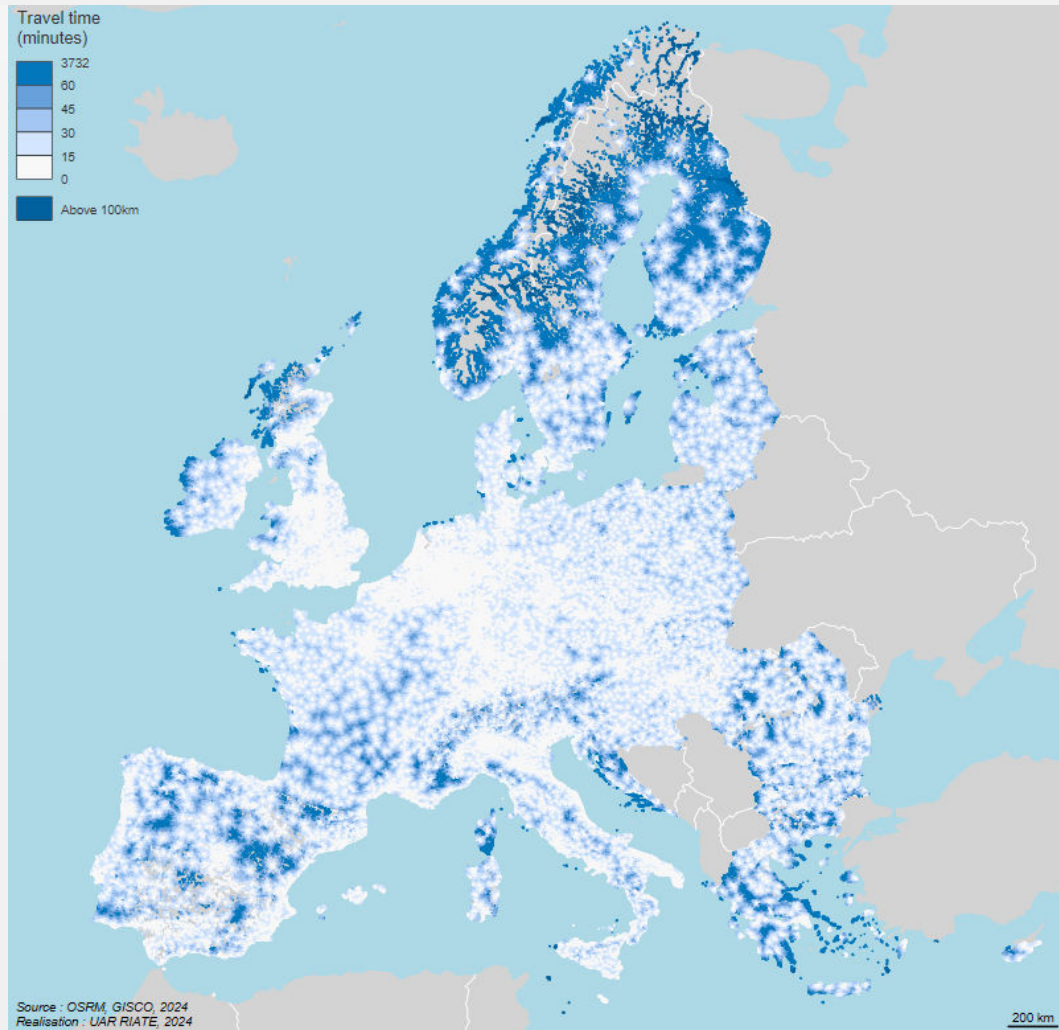 Travel time
(minutes)
3732
60
45
30
15
0
Above 100km
Source : OSRM, GISCO, 2024
Realisation : UAR RIATE, 2024
200 km